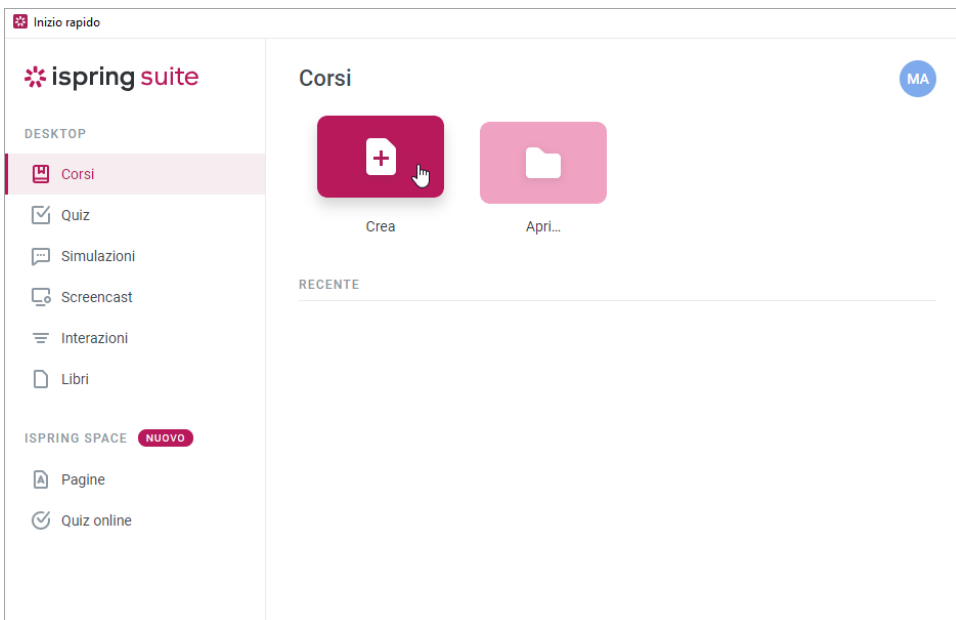 Inizio rapido
ispring suite
DESKTOP
Corsi
Quiz
Simulazioni
Screencast
Interazioni
Libri
ISPRING SPACE NUOVO
Pagine
Quiz online
Corsi
MA
Crea
Apri...
RECENTE